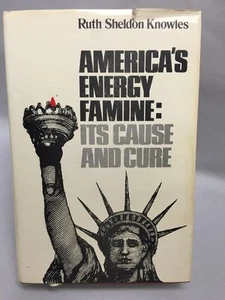 Ruth Sheldon Knowles
AMERICA'S
ENERGY
FAMINE:
ITS CAUSE
AND CURE